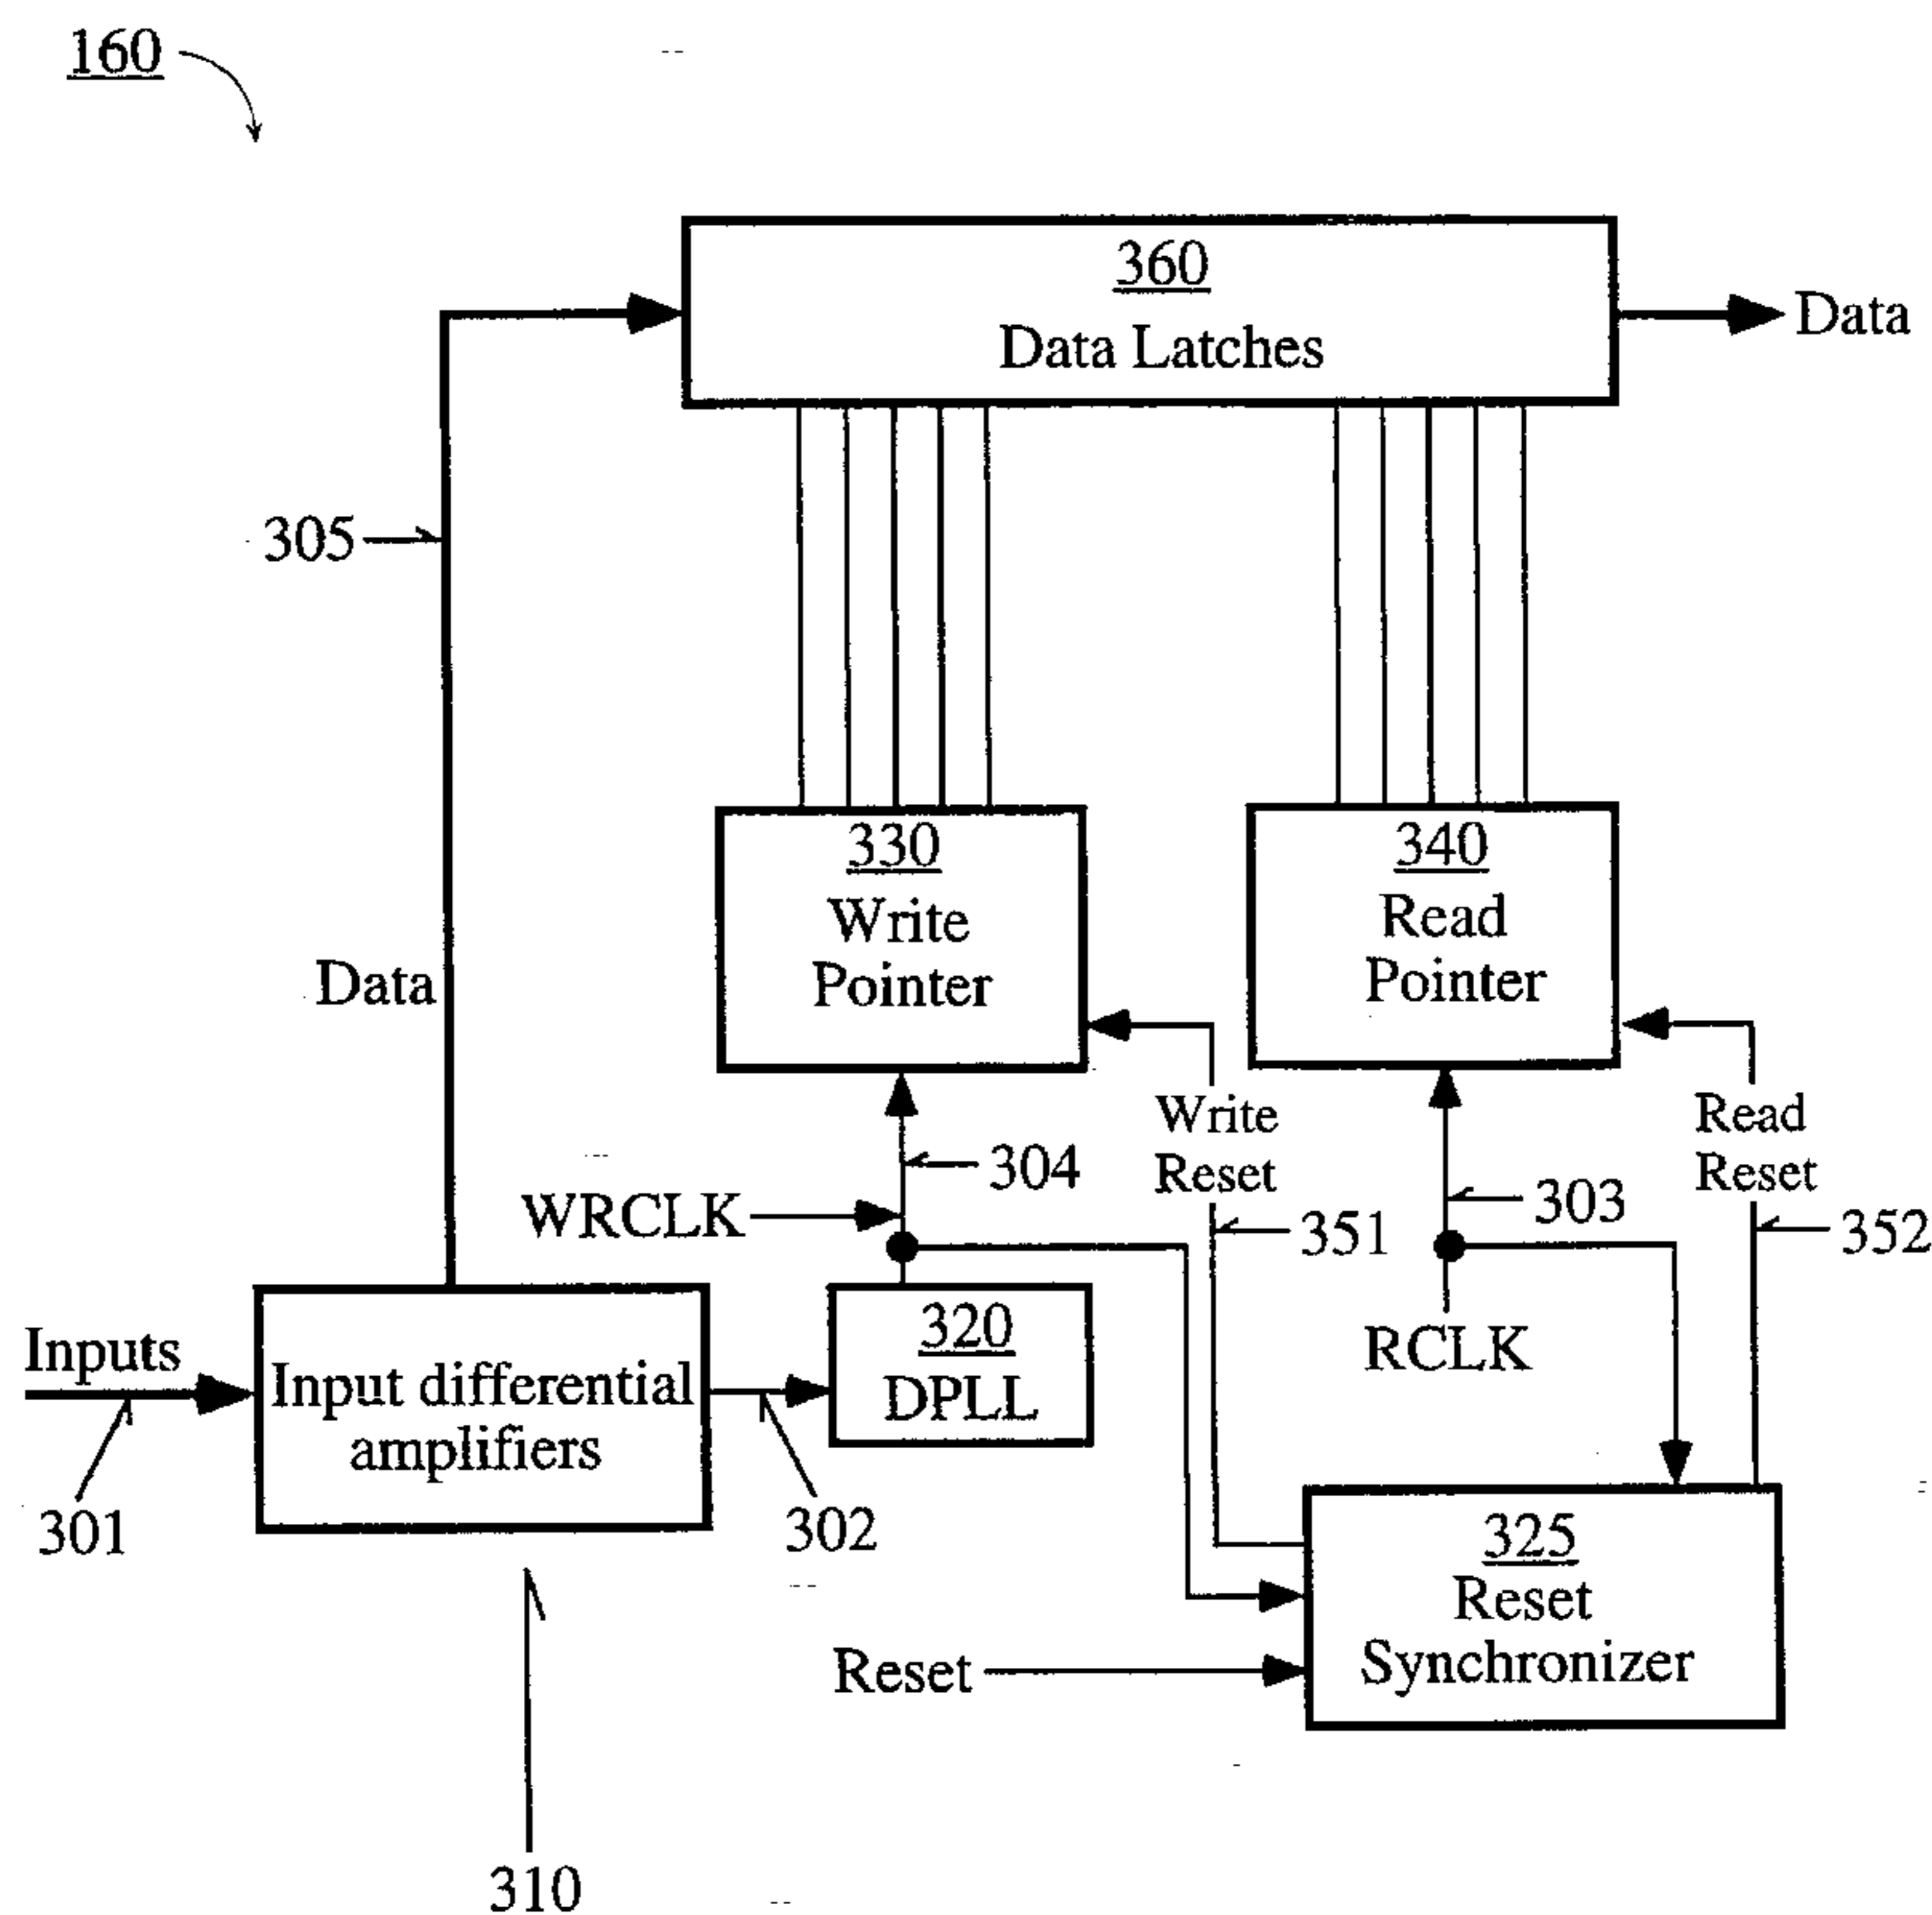 160
360
Data Latches
Data
305
330
Write
Pointer
340
Read
Pointer
Data
Write
Reset
Read
Reset
304
WRCLK
303
351
352
Inputs
Input differential
amplifiers
320
DPLL
RCLK
301
302
325
Reset
Synchronizer
Reset
310